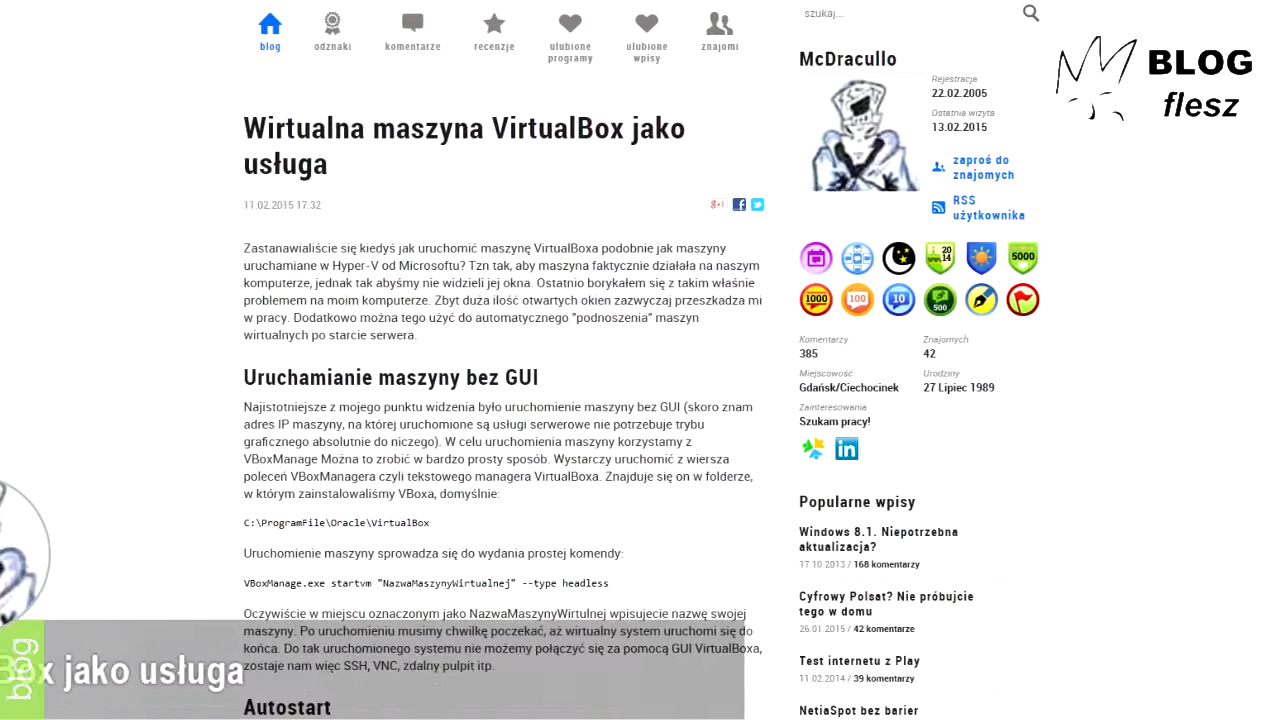 blog
odznaki
komentarze
recenzje
ulubione
programy
ulubione
wpisy
znajomi
szukaj...
BLOG
flesz
Wirtualna maszyna VirtualBox jako
usługa
11.02.2015 17:32
g+1
Zastanawialiście się kiedyś jak uruchomić maszynę VirtualBoxa podobnie jak maszyny
uruchamiane w Hyper-V od Microsoftu? Tzn tak, aby maszyna faktycznie działała na naszym
komputerze, jednak tak abyśmy nie widzieli jej okna. Ostatnio borykałem się z takim właśnie
problemem na moim komputerze. Zbyt duża ilość otwartych okien zazwyczaj przeszkadza mi
w pracy. Dodatkowo można tego użyć do automatycznego "podnoszenia" maszyn
wirtualnych po starcie serwera.
Uruchamianie maszyny bez GUI
Najistotniejsze z mojego punktu widzenia było uruchomienie maszyny bez GUI (skoro znam
adres IP maszyny, na której uruchomione są usługi serwerowe nie potrzebuje trybu
graficznego absolutnie do niczego). W celu uruchomienia maszyny korzystamy z
VBoxManage Można to zrobić w bardzo prosty sposób. Wystarczy uruchomić z wiersza
poleceń VBoxManagera czyli tekstowego managera VirtualBoxa. Znajduje się on w folderze,
w którym zainstalowaliśmy VBoxa, domyślnie:
C:\ProgramFile\Oracle\VirtualBox
Uruchomienie maszyny sprowadza się do wydania prostej komendy:
VBoxManage.exe startvm "NazwaMaszynyWirtualnej" --type headless
Oczywiście w miejscu oznaczonym jako NazwaMaszynyWirtulnej wpisujecie nazwę swojej
maszyny. Po uruchomieniu musimy chwilkę poczekać, aż wirtualny system uruchomi się do
końca. Do tak uruchomionego systemu nie możemy połączyć się za pomocą GUI VirtualBoxa,
zostaje nam więc SSH, VNC, zdalny pulpit itp.
Autostart
McDracullo
Rejestracja
22.02.2005
Ostatnia wizyta
13.02.2015
zaproś do
znajomych
RSS
użytkownika
20
14
5000
1000
100
10
500
Komentarzy
385
Znajomych
42
Miejscowość
Gdańsk/Ciechocinek
Urodziny
27 Lipiec 1989
Zainteresowania
Szukam pracy!
in
Popularne wpisy
Windows 8.1. Niepotrzebna
aktualizacja?
17.10.2013 / 168 komentarzy
Cyfrowy Polsat? Nie próbujcie
tego w domu
26.01.2015 / 42 komentarze
Test internetu z Play
11.02.2014 / 39 komentarzy
NetiaSpot bez barier
blog
Box jako usługa